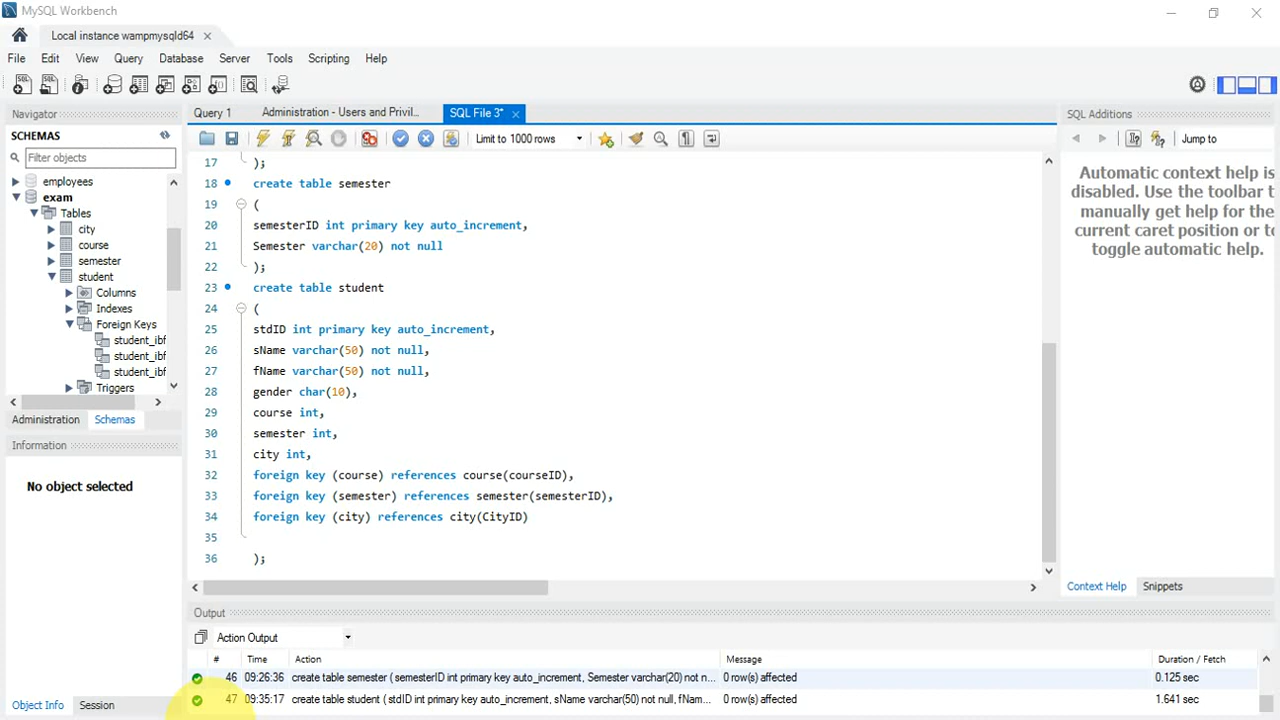 MySQL Workbench
Local instance wampmysqld64
File Edit View Query Database Server Tools Scripting Help
Navigator
SCHEMAS
Filter objects
employees
exam
Tables
city
course
semester
student
Columns
Indexes
Foreign Keys
student_ibf
student_ibf
student_ibf
Triggers
Administration Schemas
Information
No object selected
Object Info Session
Query 1 Administration - Users and Privil... SQL File 3*
Limit to 1000 rows
17 );
18 create table semester
19 (
20 semesterID int primary key auto_increment,
21 Semester varchar(20) not null
22 );
23 create table student
24 (
25 stdID int primary key auto_increment,
26 sName varchar(50) not null,
27 fName varchar(50) not null,
28 gender char(10),
29 course int,
30 semester int,
31 city int,
32 foreign key (course) references course(courseID),
33 foreign key (semester) references semester(semesterID),
34 foreign key (city) references city(CityID)
35
36 );
SQL Additions
Jump to
Automatic context help is
disabled. Use the toolbar t
manually get help for the
current caret position or to
toggle automatic help.
Context Help Snippets
Output
Action Output
# Time Action Message Duration / Fetch
46 09:26:36 create table semester ( semesterID int primary key auto_increment, Semester varchar(20) not n... 0 row(s) affected 0.125 sec
47 09:35:17 create table student ( stdID int primary key auto_increment, sName varchar(50) not null, fNam... 0 row(s) affected 1.641 sec